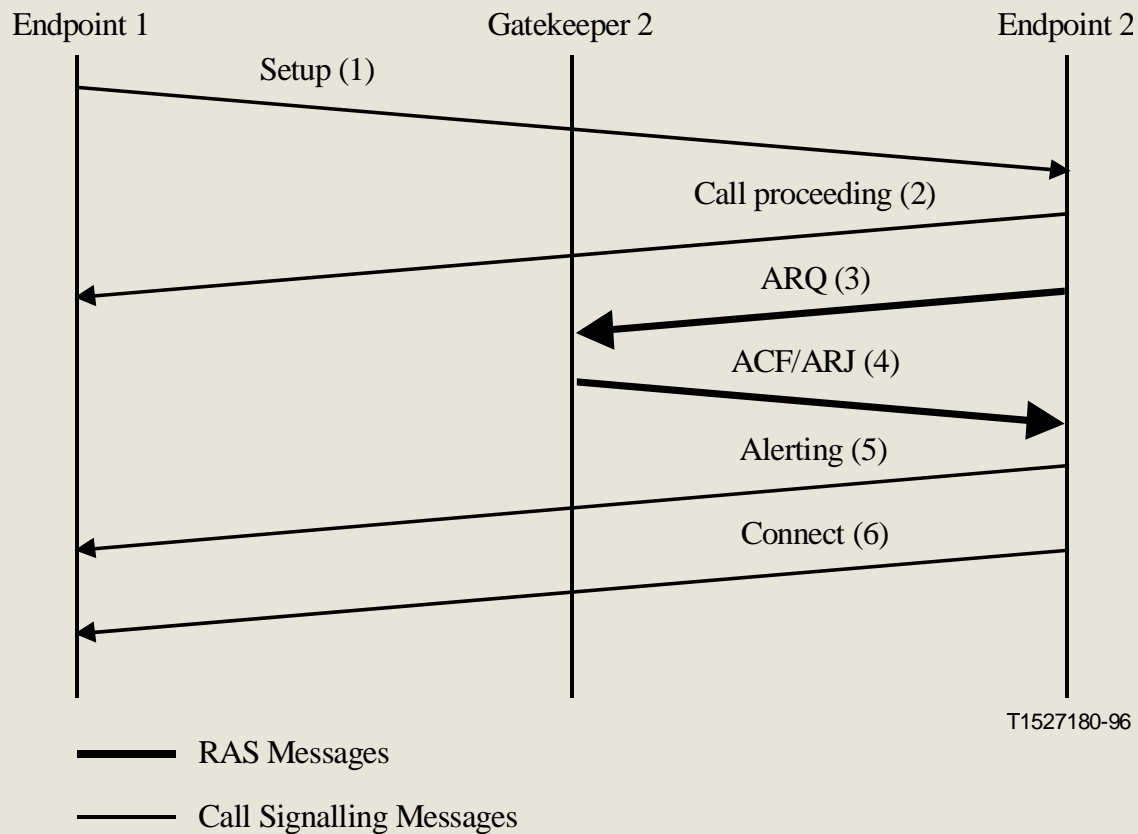 Endpoint 1
Gatekeeper 2
Endpoint 2
Setup (1)
Call proceeding (2)
ARQ (3)
ACF/ARJ (4)
Alerting (5)
Connect (6)
T1527180-96
RAS Messages
Call Signalling Messages